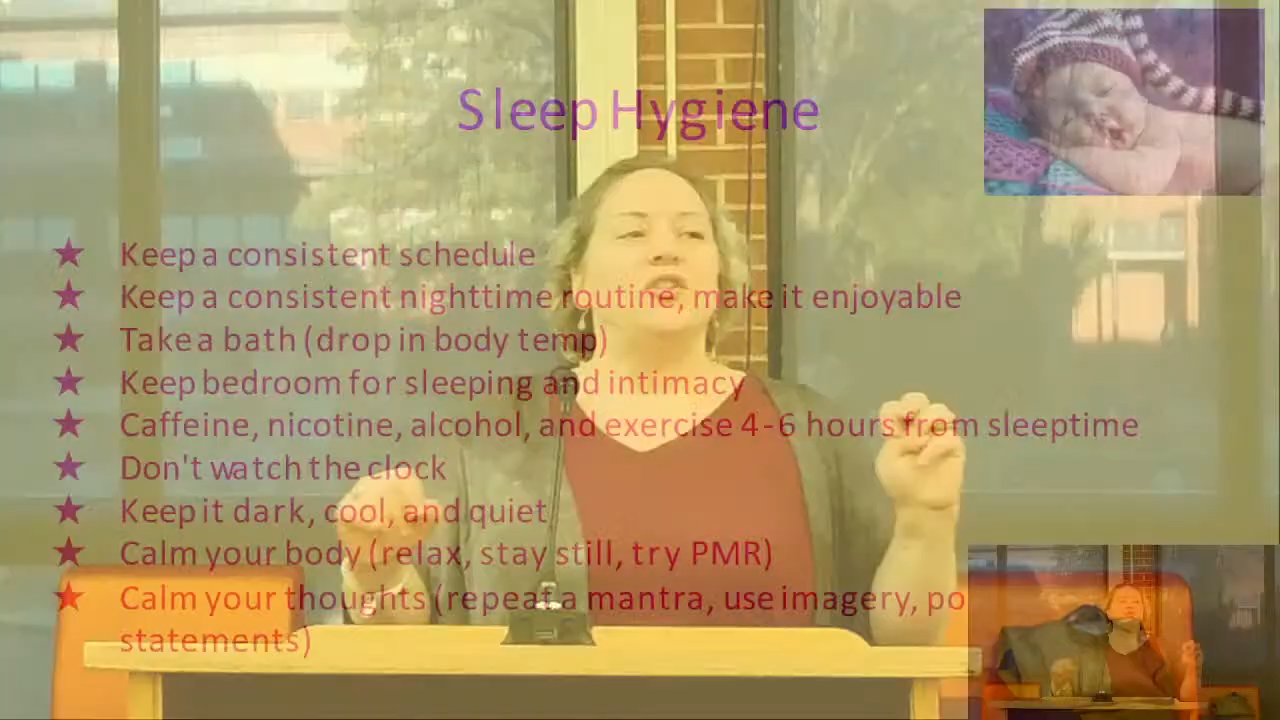 Sleep Hygiene
★ Keep a consistent schedule
★ Keep a consistent nighttime routine, make it enjoyable
★ Take a bath (drop in body temp)
★ Keep bedroom for sleeping and intimacy
★ Caffeine, nicotine, alcohol, and exercise 4-6 hours from sleeptime
★ Don't watch the clock
★ Keep it dark, cool, and quiet
★ Calm your body (relax, stay still, try PMR)
★ Calm your thoughts (repeat a mantra, use imagery, po
statements)